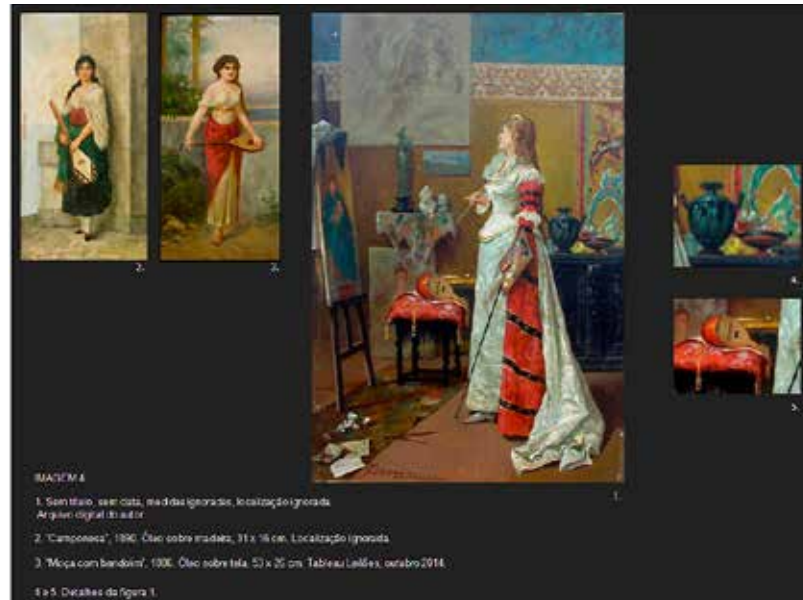 2.
3.
4.
5.
1.
IMAGEM 4
1. Sem título, sem data, medidas ignoradas, localização ignorada.
Arquivo digital do autor
2. "Camponesa", 1890. Óleo sobre madeira, 31 x 16 cm. Localização ignorada.
3. "Moça com bandolim", Óleo sobre tela, 53 x 26 cm. Tableau Leilões, outubro 2014.
4 e 5. Detalhes da figura 1.